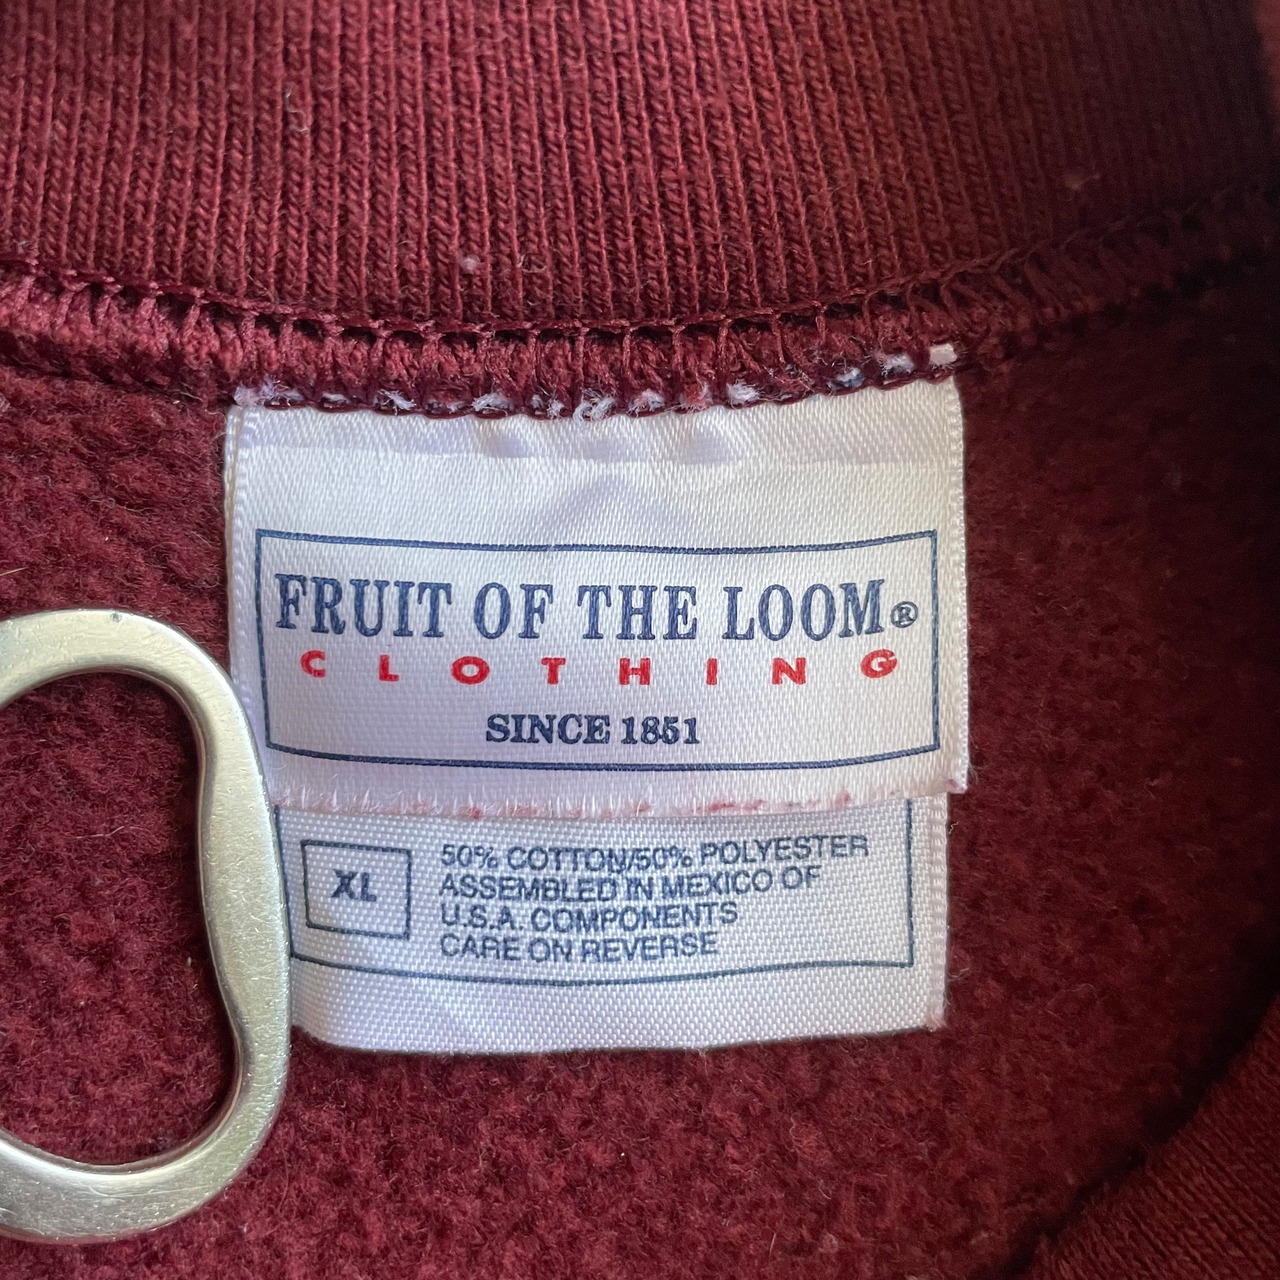 FRUIT OF THE LOOM®
CLOTHING
SINCE 1851
XL
50% COTTON/50% POLYESTER
ASSEMBLED IN MEXICO OF
U.S.A. COMPONENTS
CARE ON REVERSE